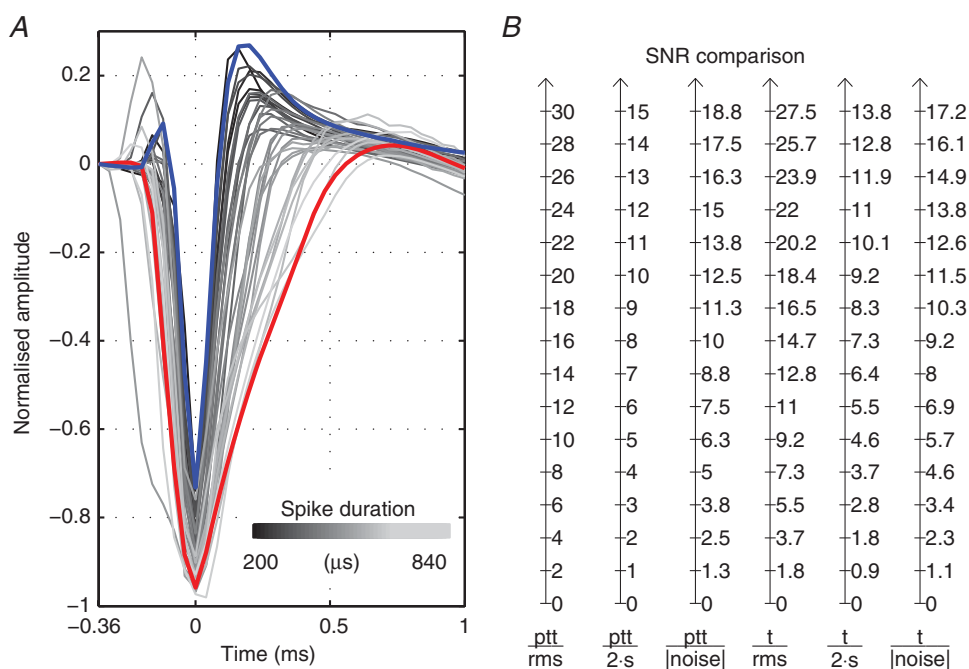 A
Normalised amplitude
0.2
0
−0.2
−0.4
−0.6
−0.8
−1
−0.36
0
0.5
1
Time (ms)
Spike duration
200 (μs) 840
B
SNR comparison
30 15 18.8 27.5 13.8 17.2
28 14 17.5 25.7 12.8 16.1
26 13 16.3 23.9 11.9 14.9
24 12 15 22 11 13.8
22 11 13.8 20.2 10.1 12.6
20 10 12.5 18.4 9.2 11.5
18 9 11.3 16.5 8.3 10.3
16 8 10 14.7 7.3 9.2
14 7 8.8 12.8 6.4 8
12 6 7.5 11 5.5 6.9
10 5 6.3 9.2 4.6 5.7
8 4 5 7.3 3.7 4.6
6 3 3.8 5.5 2.8 3.4
4 2 2.5 3.7 1.8 2.3
2 1 1.3 1.8 0.9 1.1
0 0 0 0 0 0
ptt ptt ptt t t t
rms 2·s |noise| rms 2·s |noise|